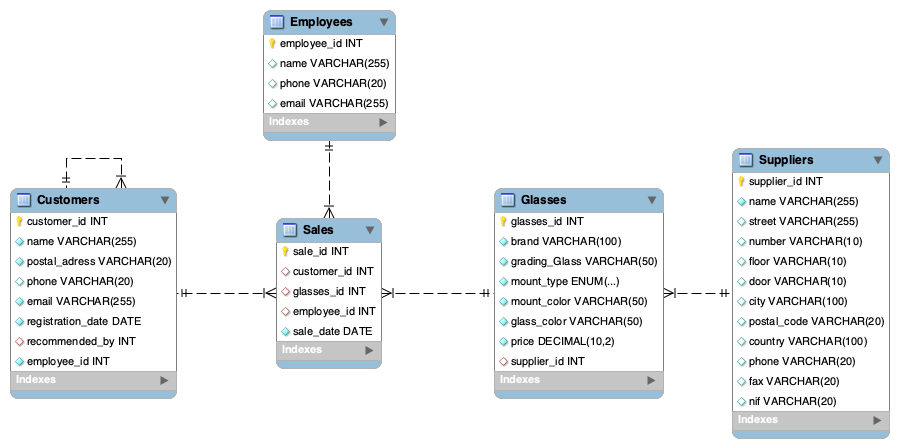 Employees
employee_id INT
name VARCHAR(255)
phone VARCHAR(20)
email VARCHAR(255)
Indexes
Customers
customer_id INT
name VARCHAR(255)
postal_adress VARCHAR(20)
phone VARCHAR(20)
email VARCHAR(255)
registration_date DATE
recommended_by INT
employee_id INT
Indexes
Sales
sale_id INT
customer_id INT
glasses_id INT
employee_id INT
sale_date DATE
Indexes
Glasses
glasses_id INT
brand VARCHAR(100)
grading_Glass VARCHAR(50)
mount_type ENUM(...)
mount_color VARCHAR(50)
glass_color VARCHAR(50)
price DECIMAL(10,2)
supplier_id INT
Indexes
Suppliers
supplier_id INT
name VARCHAR(255)
street VARCHAR(255)
number VARCHAR(10)
floor VARCHAR(10)
door VARCHAR(10)
city VARCHAR(100)
postal_code VARCHAR(20)
country VARCHAR(100)
phone VARCHAR(20)
fax VARCHAR(20)
nif VARCHAR(20)
Indexes